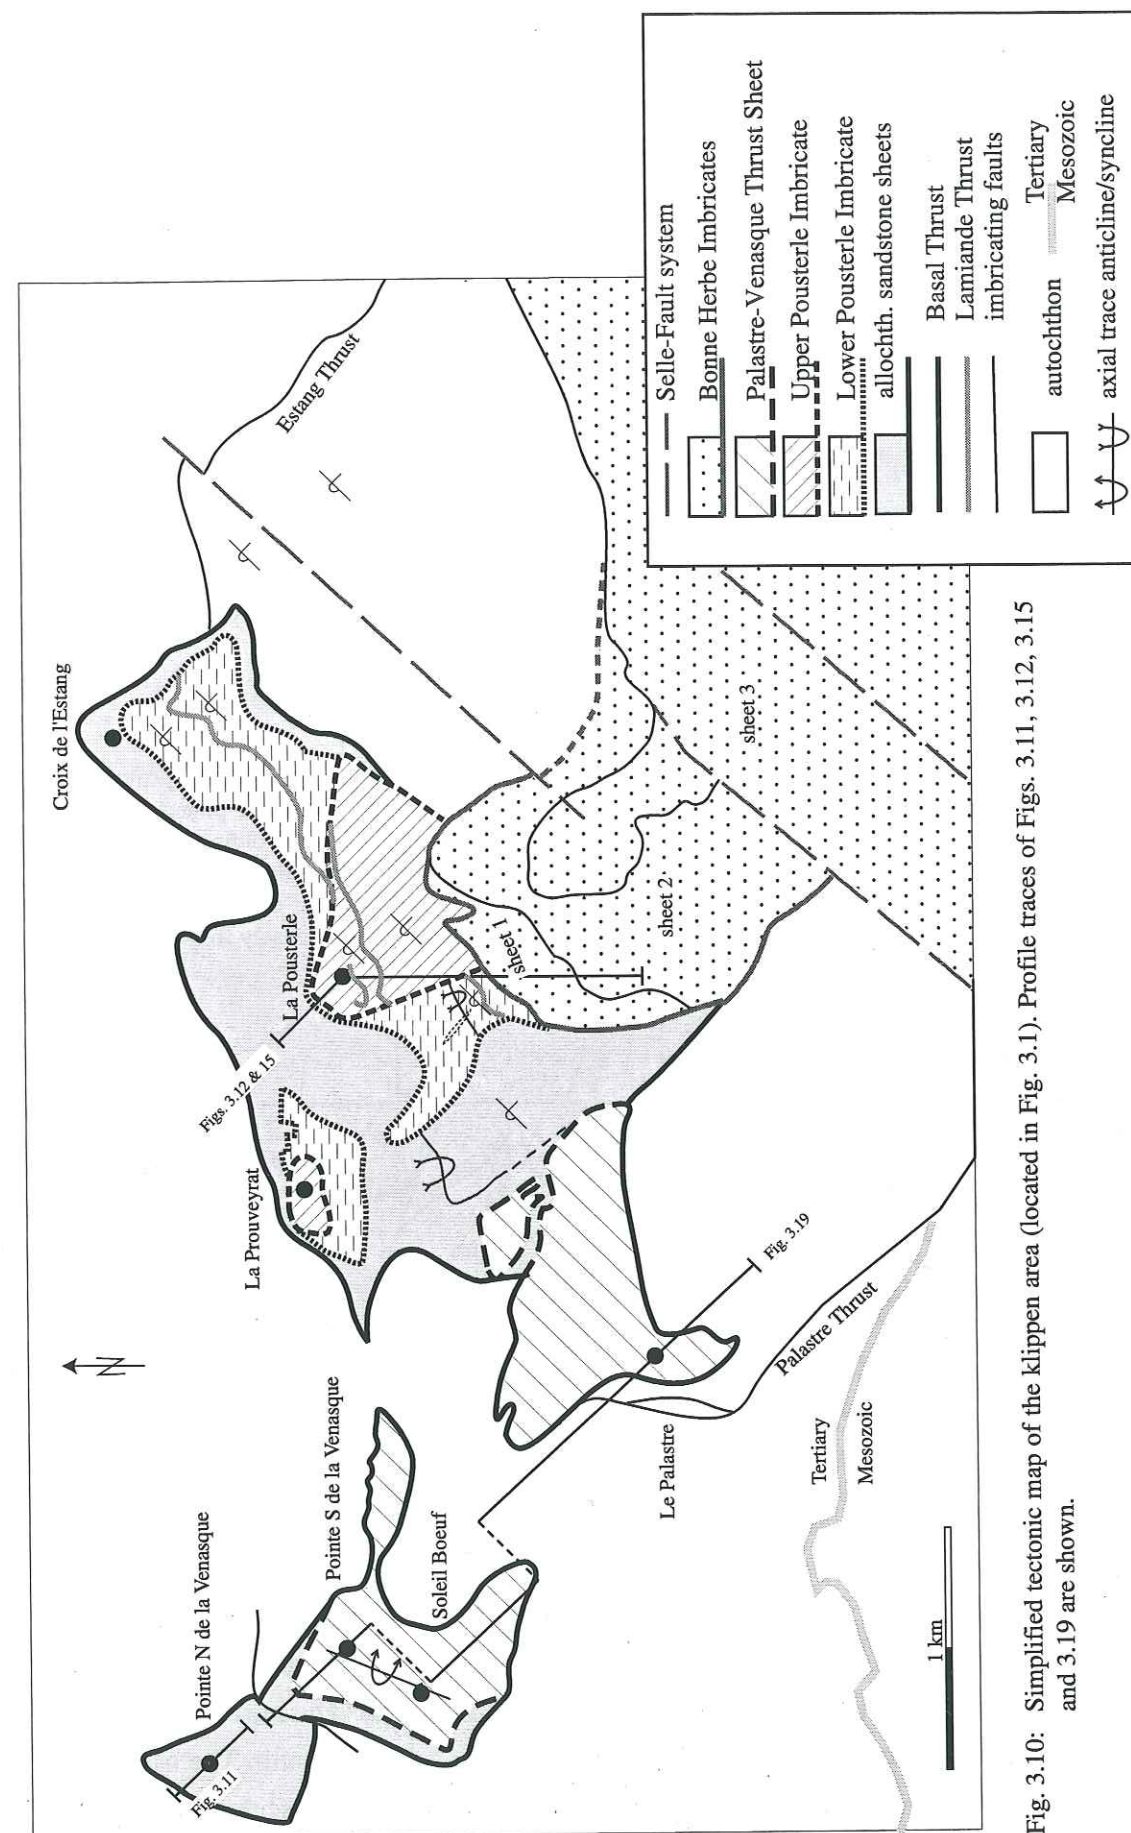 Croix de l'Estang
Estang Thrust
La Pousterle
Figs. 3.12 & 15
La Prouveyrat
sheet 1
sheet 2
sheet 3
N
Pointe N de la Venasque
Pointe S de la Venasque
Soleil Boeuf
Fig. 3.11
Fig. 3.19
Le Palastre
Palastre Thrust
Tertiary
Mesozoic
1 km
Selle-Fault system
Bonne Herbe Imbricates
Palastre-Venasque Thrust Sheet
Upper Pousterle Imbricate
Lower Pousterle Imbricate
allochth. sandstone sheets
Basal Thrust
Lamiande Thrust
imbricating faults
autochthon
Tertiary
Mesozoic
axial trace anticline/syncline
Fig. 3.10: Simplified tectonic map of the klippen area (located in Fig. 3.1). Profile traces of Figs. 3.11, 3.12, 3.15
and 3.19 are shown.